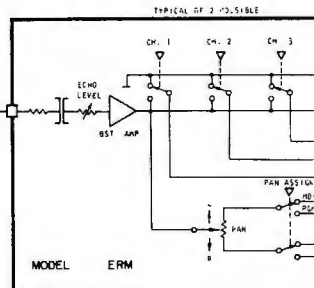 TYPICAL OF 2 POSSIBLE
CH. 1 CH. 2 CH. 3
ECHO
LEVEL
BST AMP
PAN ASSIGN
PAN
MODEL ERM